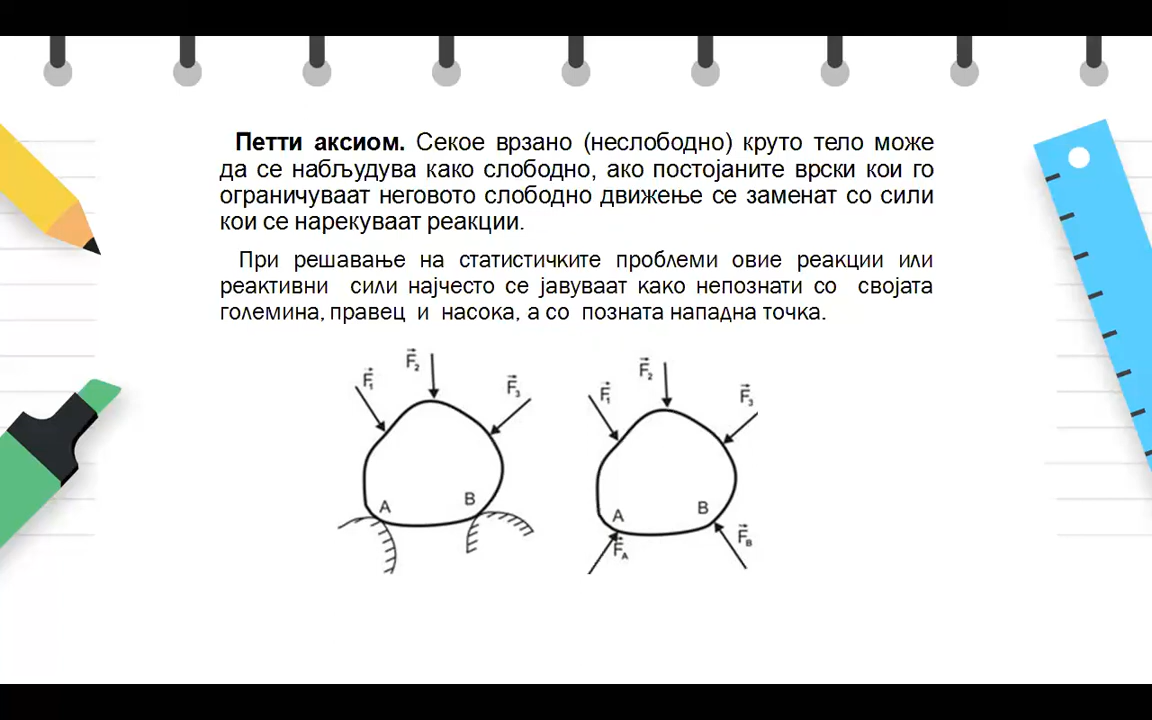 Петти аксиом. Секое врзано (неслободно) круто тело може
да се набљудува како слободно, ако постојаните врски кои го
ограничуваат неговото слободно движење се заменат со сили
кои се нарекуваат реакции.
При решавање на статистичките проблеми овие реакции или
реактивни сили најчесто се јавуваат како непознати со својата
големина, правец и насока, а со позната нападна точка.
F₁ F₂ F₃
A B
F₁ F₂ F₃
A B
F_A F_B